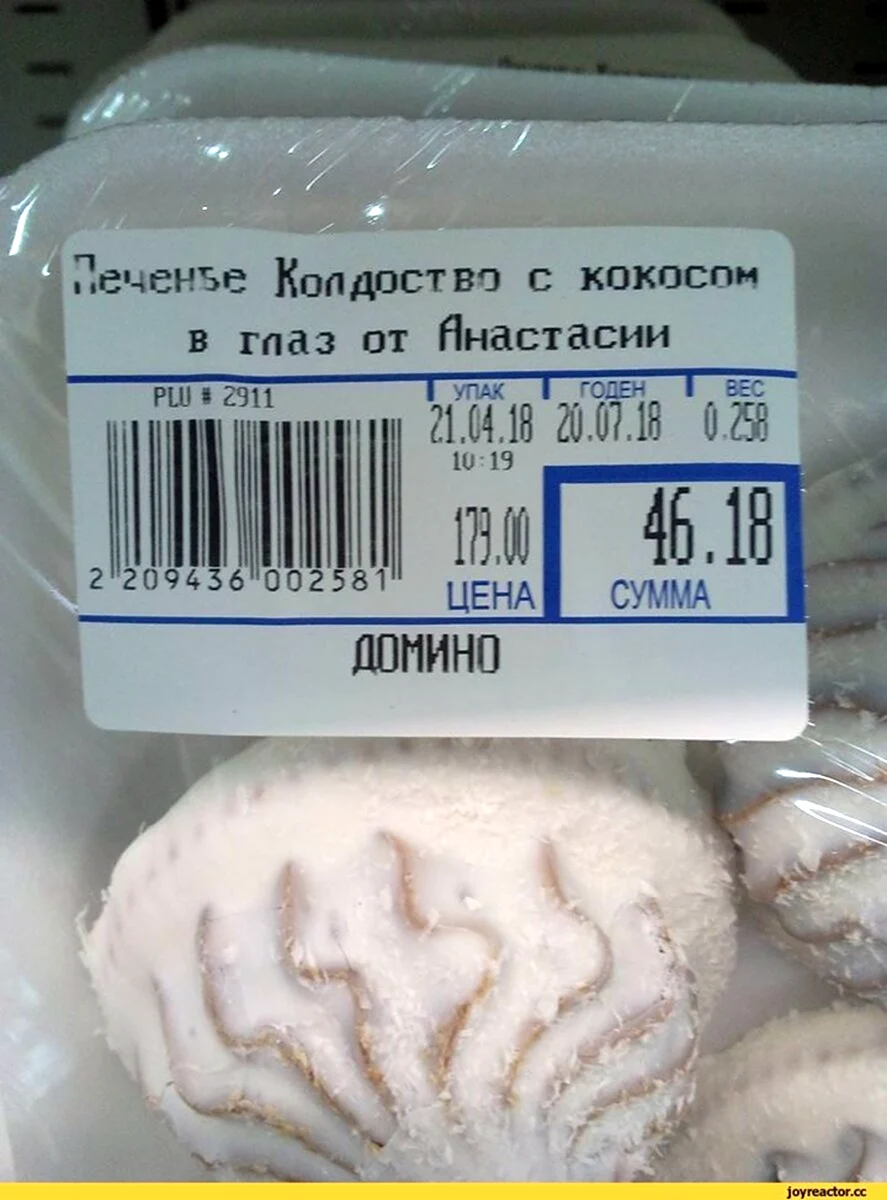 Печенье Колдоство с кокосом
в глаз от Анастасии
PLU # 2911
УПАК ГОДЕН ВЕС
21.04.18 20.07.18 0.258
10:19
179.00 46.18
ЦЕНА СУММА
2 209436 002581
ДОМИНО
joyreactor.cc